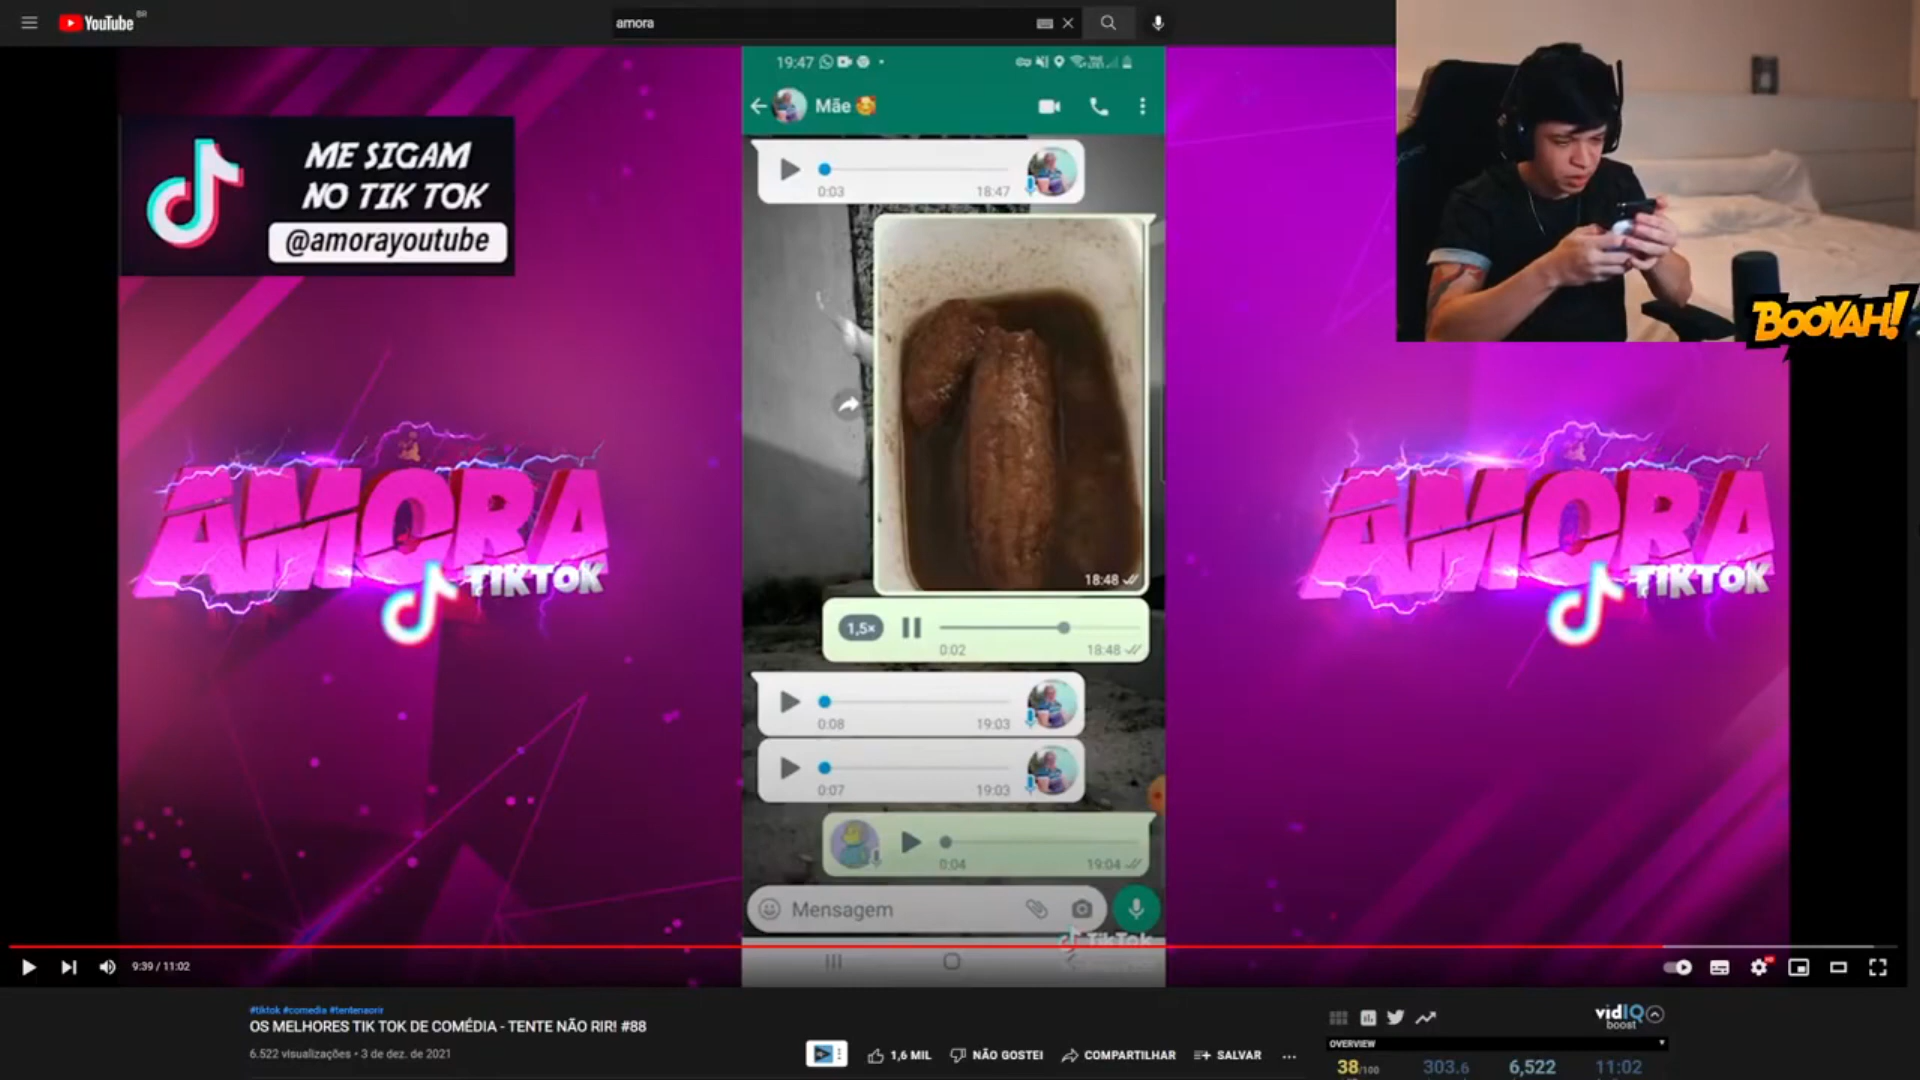 YouTube BR
amora
ME SIGAM
NO TIK TOK
@amorayoutube
19:47
Mãe
0:03 18:47
18:48
1,5×
0:02 18:48
0:08 19:03
0:07 19:03
0:04 19:04
Mensagem
TikTok
AMORA
TIKTOK
AMORA
TIKTOK
BOOYAH!
9:39 / 11:02
#tiktok #comedia #tentenaorir
OS MELHORES TIK TOK DE COMÉDIA - TENTE NÃO RIR! #88
6.522 visualizações • 3 de dez. de 2021
1,6 MIL
NÃO GOSTEI
COMPARTILHAR
SALVAR
vidIQ
boost
OVERVIEW
38/100 303.6 6,522 11:02